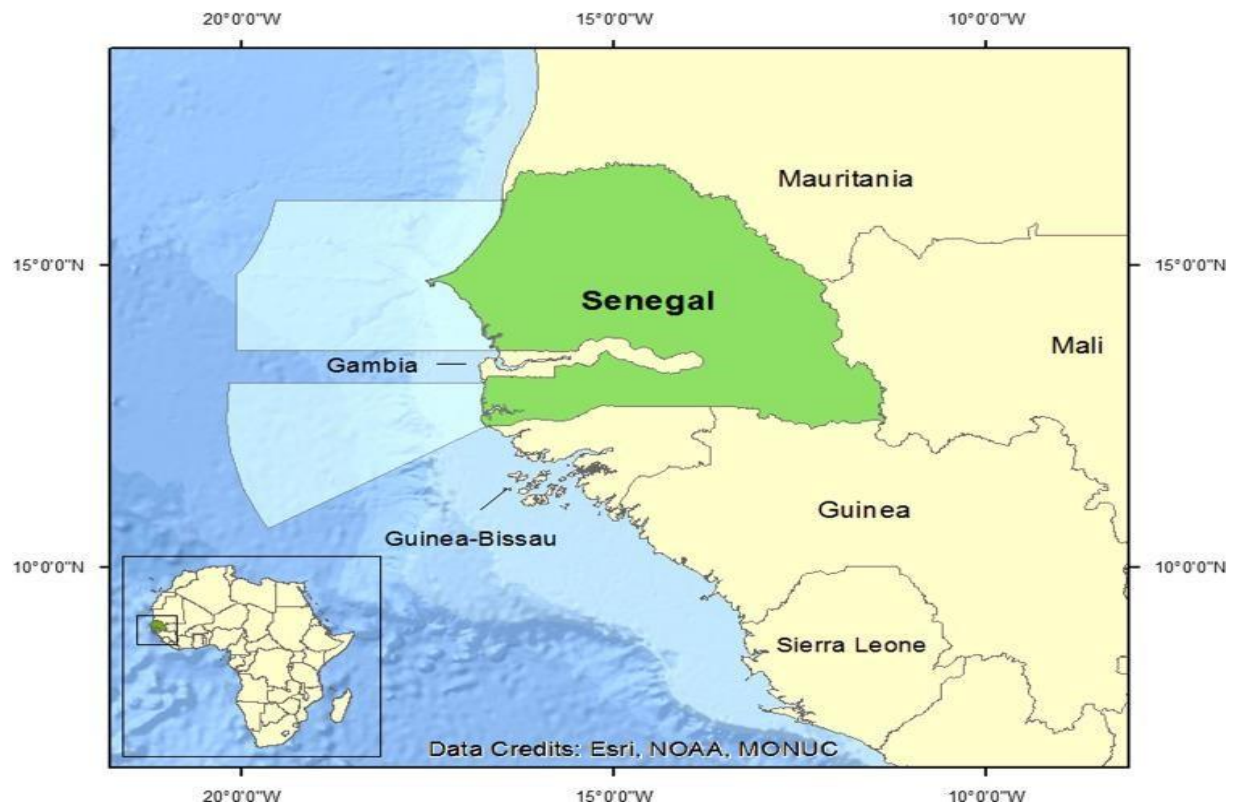 20°0'0"W 15°0'0"W 10°0'0"W
Mauritania
15°0'0"N 15°0'0"N
Senegal
Mali
Gambia
Guinea
Guinea-Bissau
10°0'0"N 10°0'0"N
Sierra Leone
Data Credits: Esri, NOAA, MONUC
20°0'0"W 15°0'0"W 10°0'0"W